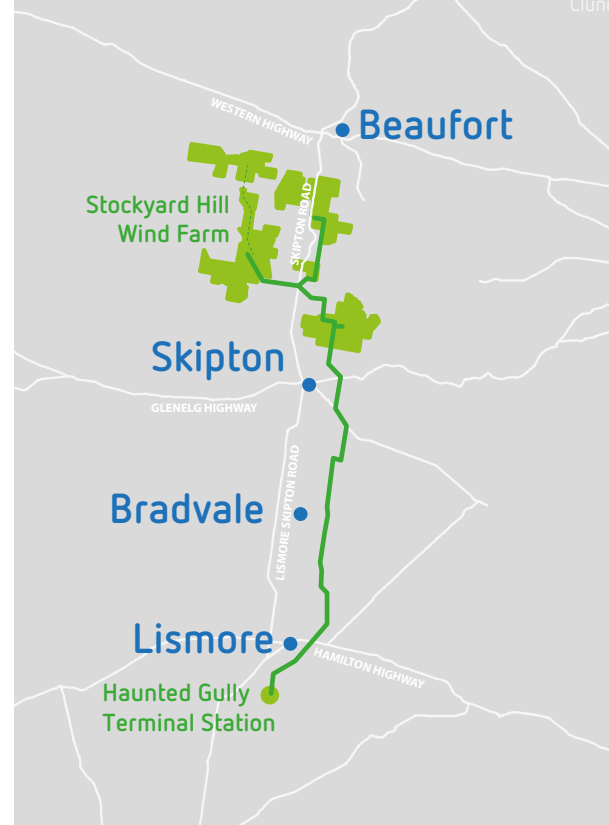 Clune
WESTERN HIGHWAY
Beaufort
Stockyard Hill
Wind Farm
SKIPTON ROAD
Skipton
GLENELG HIGHWAY
Bradvale
LISMORE SKIPTON ROAD
Lismore
HAMILTON HIGHWAY
Haunted Gully
Terminal Station